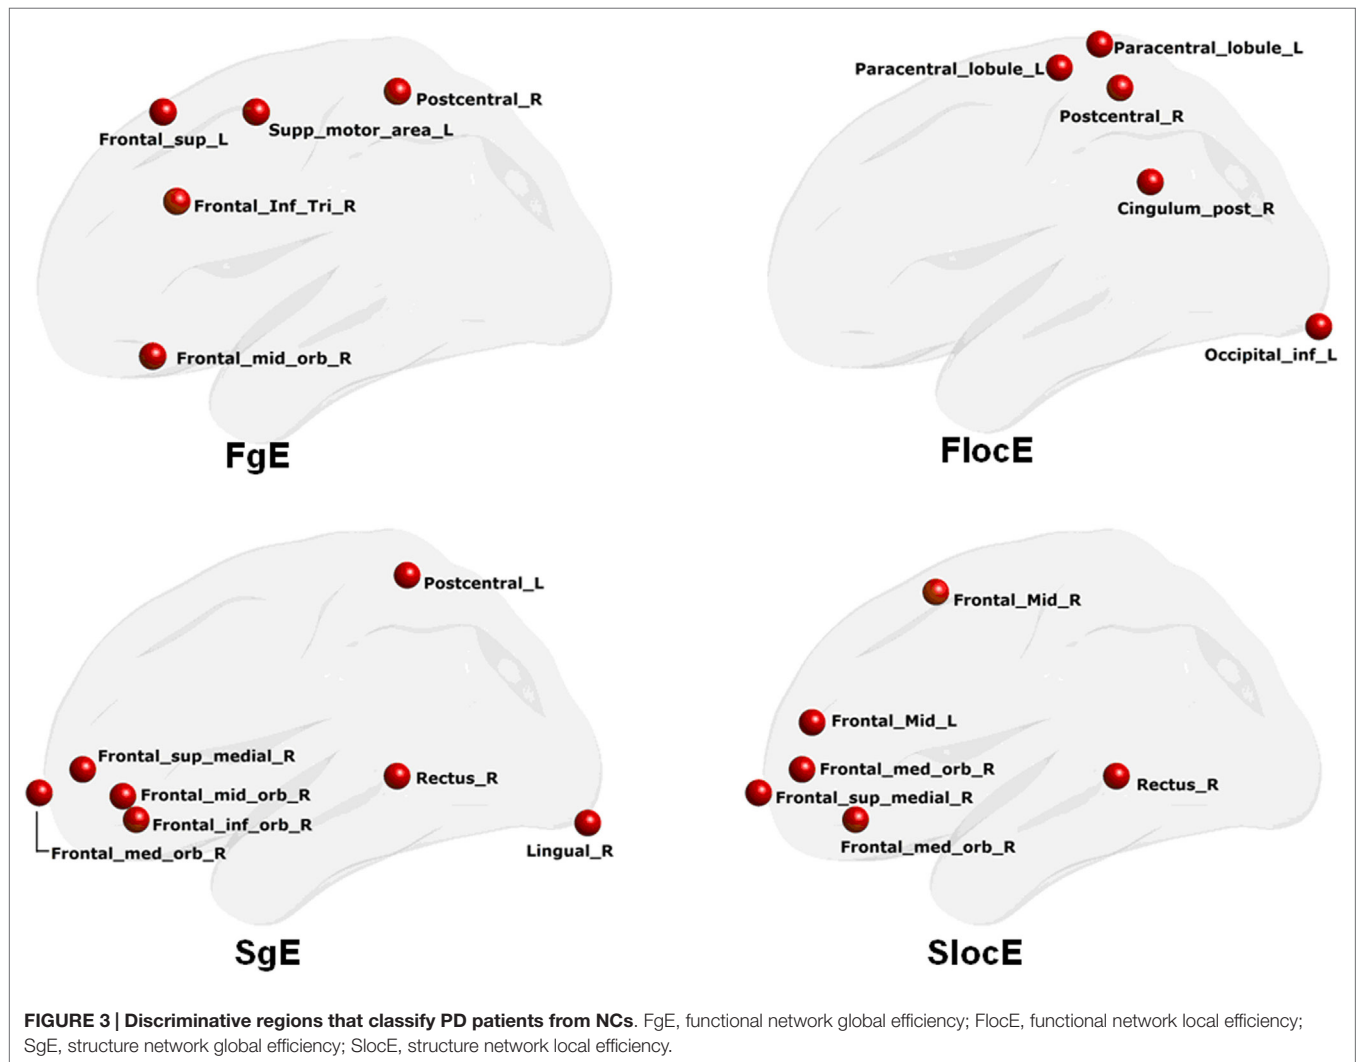 Postcentral_R
Supp_motor_area_L
Frontal_sup_L
Frontal_Inf_Tri_R
Frontal_mid_orb_R
FgE
Paracentral_lobule_L
Paracentral_lobule_L
Postcentral_R
Cingulum_post_R
Occipital_inf_L
FlocE
Postcentral_L
Frontal_sup_medial_R
Rectus_R
Frontal_mid_orb_R
Frontal_inf_orb_R
Frontal_med_orb_R
Lingual_R
SgE
Frontal_Mid_R
Frontal_Mid_L
Frontal_med_orb_R
Rectus_R
Frontal_sup_medial_R
Frontal_med_orb_R
SlocE
FIGURE 3 | Discriminative regions that classify PD patients from NCs. FgE, functional network global efficiency; FlocE, functional network local efficiency;
SgE, structure network global efficiency; SlocE, structure network local efficiency.